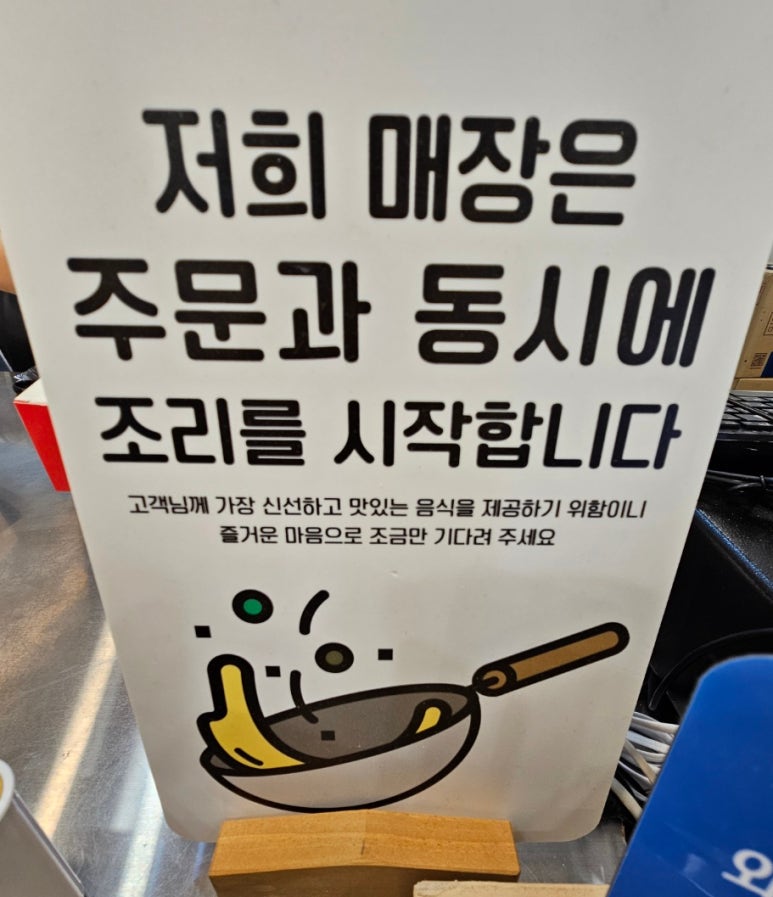 저희 매장은
주문과 동시에
조리를 시작합니다
고객님께 가장 신선하고 맛있는 음식을 제공하기 위함이니
즐거운 마음으로 조금만 기다려 주세요